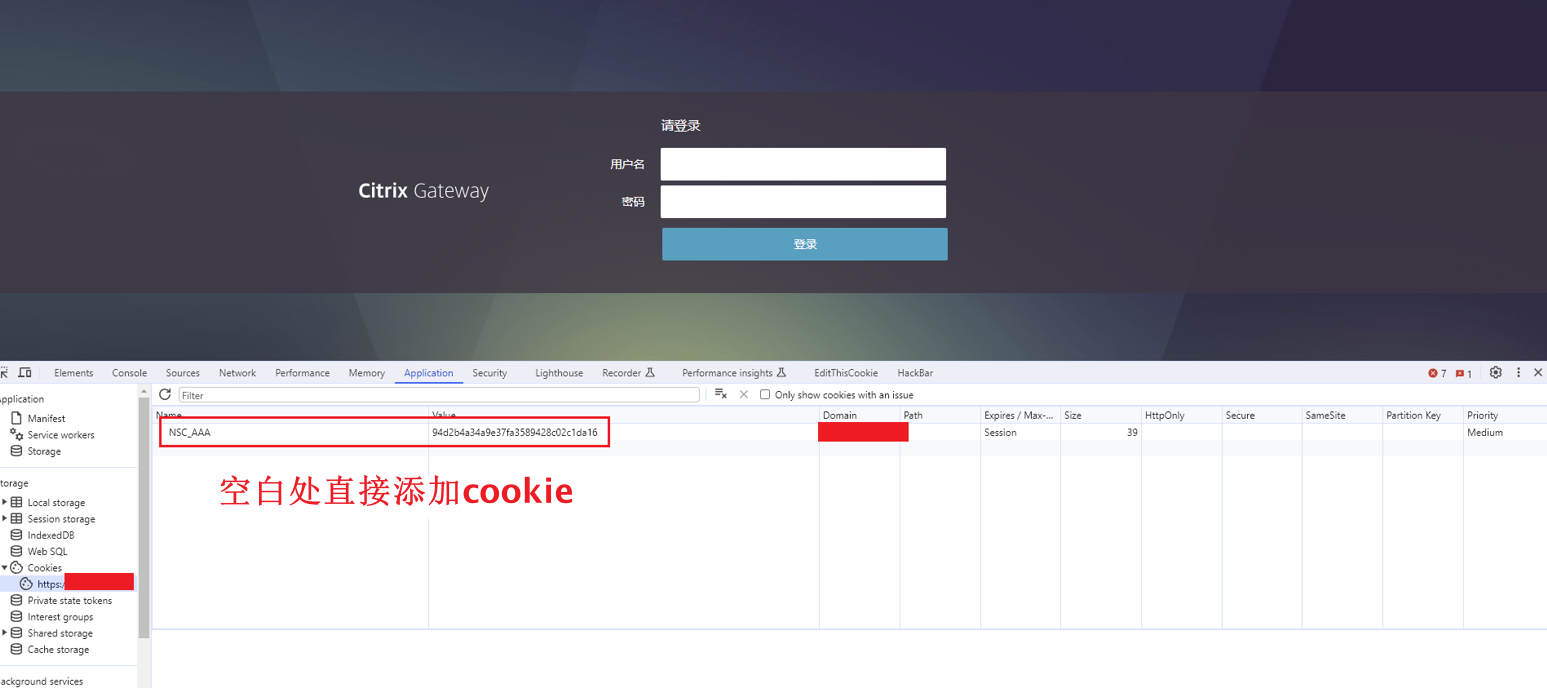 请登录
用户名
Citrix Gateway
密码
登录
Elements Console Sources Network Performance Memory Application Security Lighthouse Recorder Performance insights EditThisCookie HackBar 7 1
Application
Filter
Only show cookies with an issue
Manifest
Service workers
Storage
Name Value Domain Path Expires / Max-... Size HttpOnly Secure SameSite Partition Key Priority
NSC_AAA 94d2b4a34a9e37fa3589428c02c1da16 Session 39 Medium
空白处直接添加cookie
torage
Local storage
Session storage
IndexedDB
Web SQL
Cookies
https:/
Private state tokens
Interest groups
Shared storage
Cache storage
ackground services